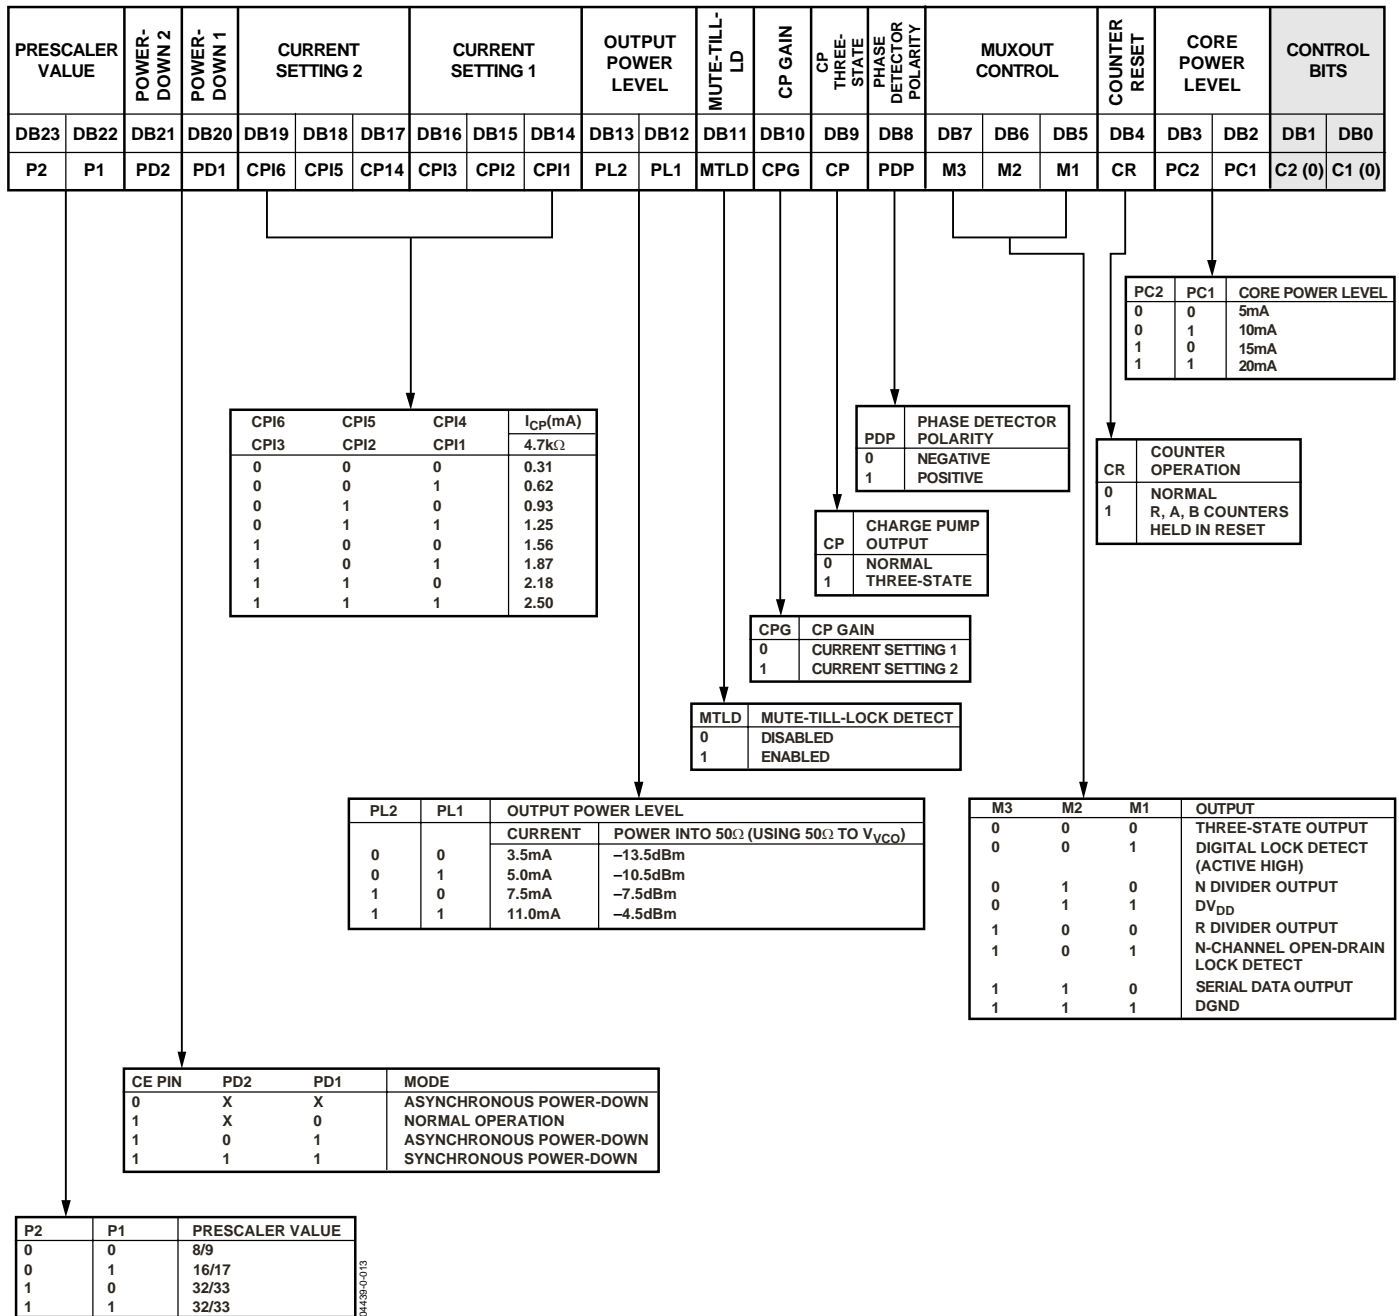 PRESCALER VALUE
POWER-DOWN 2
POWER-DOWN 1
CURRENT SETTING 2
CURRENT SETTING 1
OUTPUT POWER LEVEL
MUTE-TILL-LD
CP GAIN
CP THREE-STATE
PHASE DETECTOR POLARITY
MUXOUT CONTROL
COUNTER RESET
CORE POWER LEVEL
CONTROL BITS
DB23 DB22 DB21 DB20 DB19 DB18 DB17 DB16 DB15 DB14 DB13 DB12 DB11 DB10 DB9 DB8 DB7 DB6 DB5 DB4 DB3 DB2 DB1 DB0
P2 P1 PD2 PD1 CPI6 CPI5 CP14 CPI3 CPI2 CPI1 PL2 PL1 MTLD CPG CP PDP M3 M2 M1 CR PC2 PC1 C2 (0) C1 (0)
PC2 PC1 CORE POWER LEVEL
0 0 5mA
0 1 10mA
1 0 15mA
1 1 20mA
CPI6 CPI5 CPI4 ICP(mA)
CPI3 CPI2 CPI1 4.7kΩ
0 0 0 0.31
0 0 1 0.62
0 1 0 0.93
0 1 1 1.25
1 0 0 1.56
1 0 1 1.87
1 1 0 2.18
1 1 1 2.50
PHASE DETECTOR
PDP POLARITY
0 NEGATIVE
1 POSITIVE
COUNTER
CR OPERATION
0 NORMAL
1 R, A, B COUNTERS
HELD IN RESET
CHARGE PUMP
CP OUTPUT
0 NORMAL
1 THREE-STATE
CPG CP GAIN
0 CURRENT SETTING 1
1 CURRENT SETTING 2
MTLD MUTE-TILL-LOCK DETECT
0 DISABLED
1 ENABLED
PL2 PL1 OUTPUT POWER LEVEL
CURRENT POWER INTO 50Ω (USING 50Ω TO VVCO)
0 0 3.5mA –13.5dBm
0 1 5.0mA –10.5dBm
1 0 7.5mA –7.5dBm
1 1 11.0mA –4.5dBm
M3 M2 M1 OUTPUT
0 0 0 THREE-STATE OUTPUT
0 0 1 DIGITAL LOCK DETECT
(ACTIVE HIGH)
0 1 0 N DIVIDER OUTPUT
0 1 1 DVDD
1 0 0 R DIVIDER OUTPUT
1 0 1 N-CHANNEL OPEN-DRAIN
LOCK DETECT
1 1 0 SERIAL DATA OUTPUT
1 1 1 DGND
CE PIN PD2 PD1 MODE
0 X X ASYNCHRONOUS POWER-DOWN
1 X 0 NORMAL OPERATION
1 0 1 ASYNCHRONOUS POWER-DOWN
1 1 1 SYNCHRONOUS POWER-DOWN
P2 P1 PRESCALER VALUE
0 0 8/9
0 1 16/17
1 0 32/33
1 1 32/33
04439-0-013